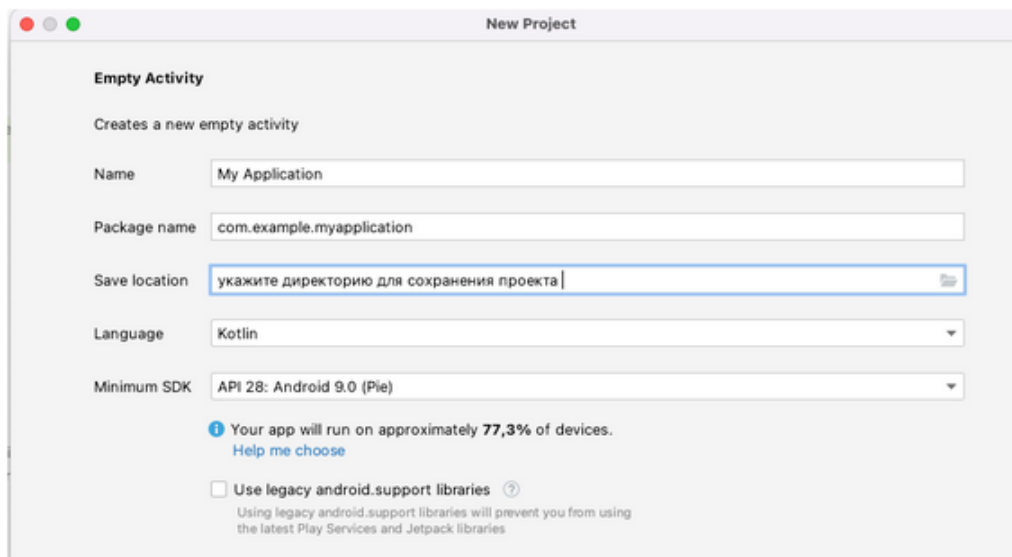 New Project
Empty Activity
Creates a new empty activity
Name My Application
Package name com.example.myapplication
Save location укажите директорию для сохранения проекта
Language Kotlin
Minimum SDK API 28: Android 9.0 (Pie)
Your app will run on approximately 77,3% of devices.
Help me choose
Use legacy android.support libraries ?
Using legacy android.support libraries will prevent you from using
the latest Play Services and Jetpack libraries